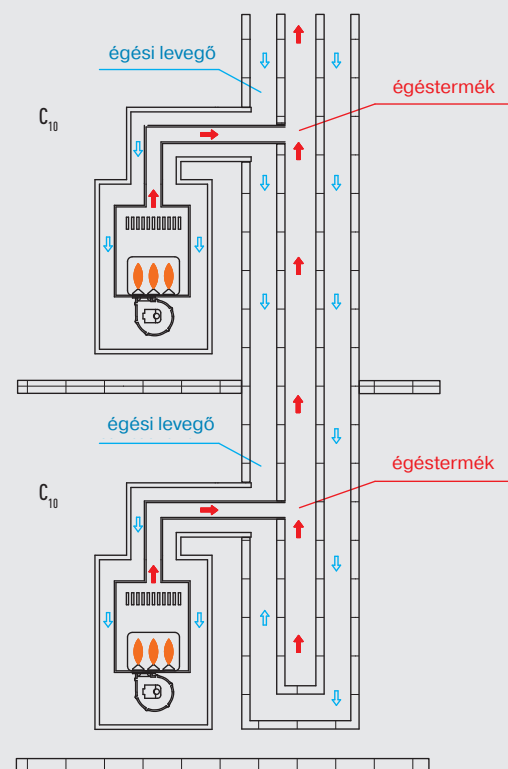 égési levegő
égéstermék
C₁₀
égési levegő
égéstermék
C₁₀